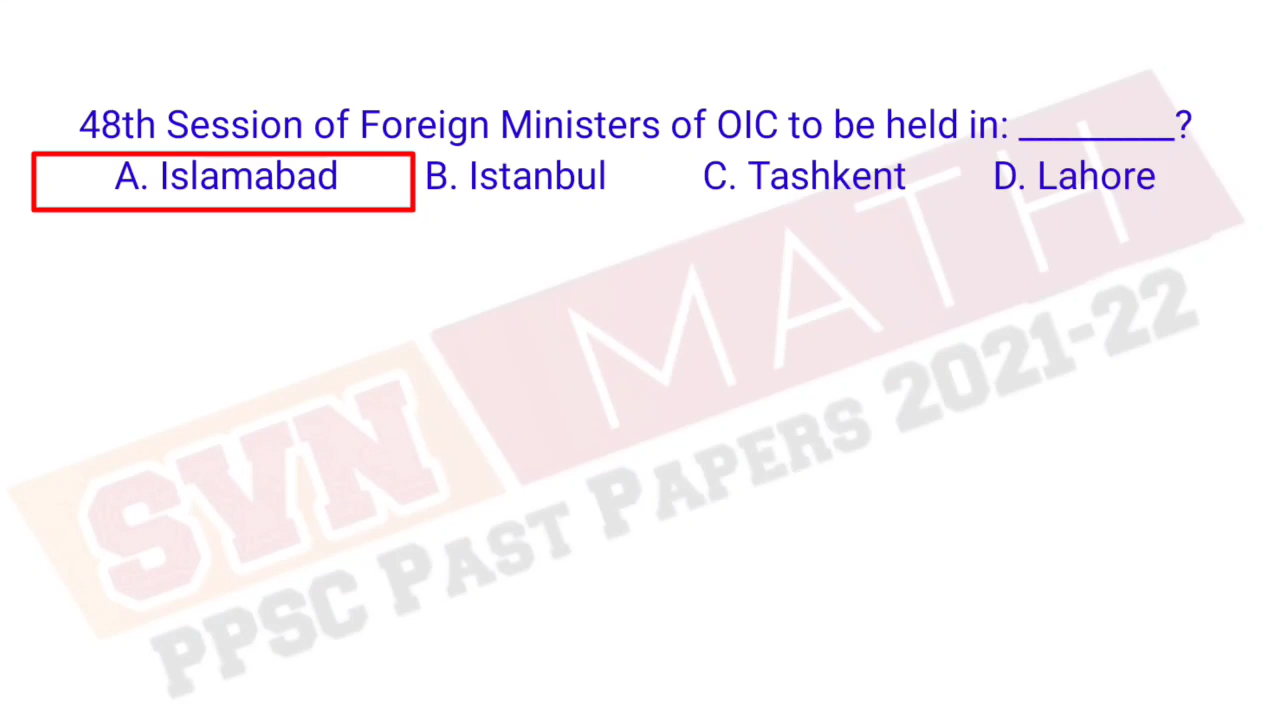 48th Session of Foreign Ministers of OIC to be held in: _________?
A. Islamabad B. Istanbul C. Tashkent D. Lahore
SVN MATH
PPSC PAST PAPERS 2021-22